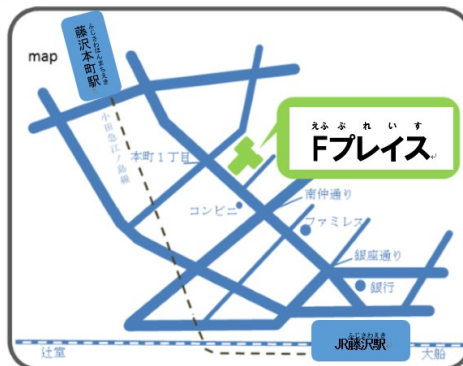 map
ふじさわほんまちえき
藤沢本町駅
小田急江ノ島線
えふぷれいす
Fプレイス
本町1丁目
南仲通り
コンビニ
ファミレス
銀座通り
銀行
ふじさわえき
JR藤沢駅
辻堂
大船